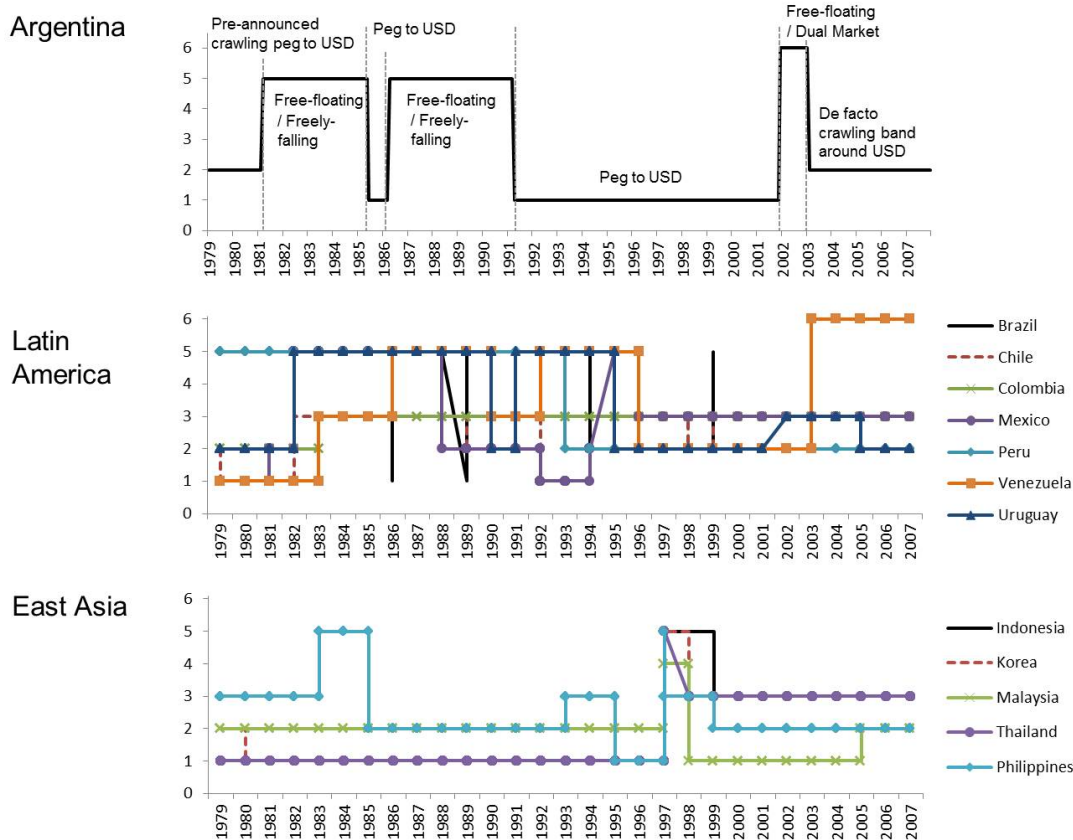 Argentina
Pre-announced
crawling peg to USD
Peg to USD
Free-floating
/ Dual Market
Free-floating
/ Freely-
falling
Free-floating
/ Freely-
falling
De facto
crawling band
around USD
Peg to USD
6
5
4
3
2
1
0
1979 1980 1981 1982 1983 1984 1985 1986 1987 1988 1989 1990 1991 1992 1993 1994 1995 1996 1997 1998 1999 2000 2001 2002 2003 2004 2005 2006 2007
Latin
America
6
5
4
3
2
1
0
1979 1980 1981 1982 1983 1984 1985 1986 1987 1988 1989 1990 1991 1992 1993 1994 1995 1996 1997 1998 1999 2000 2001 2002 2003 2004 2005 2006 2007
Brazil
Chile
Colombia
Mexico
Peru
Venezuela
Uruguay
East Asia
6
5
4
3
2
1
0
1979 1980 1981 1982 1983 1984 1985 1986 1987 1988 1989 1990 1991 1992 1993 1994 1995 1996 1997 1998 1999 2000 2001 2002 2003 2004 2005 2006 2007
Indonesia
Korea
Malaysia
Thailand
Philippines